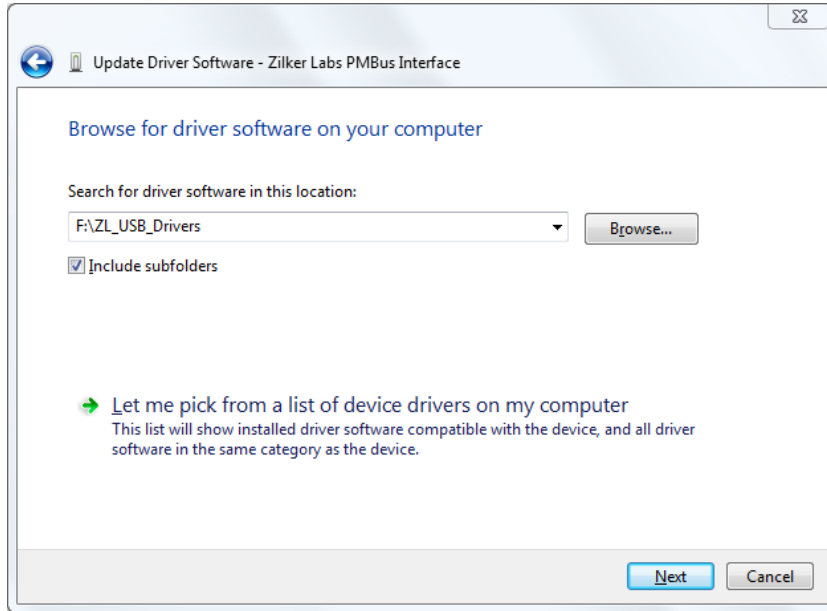 Update Driver Software - Zilker Labs PMBus Interface
Browse for driver software on your computer
Search for driver software in this location:
F:\ZL_USB_Drivers
Browse...
Include subfolders
Let me pick from a list of device drivers on my computer
This list will show installed driver software compatible with the device, and all driver
software in the same category as the device.
Next
Cancel